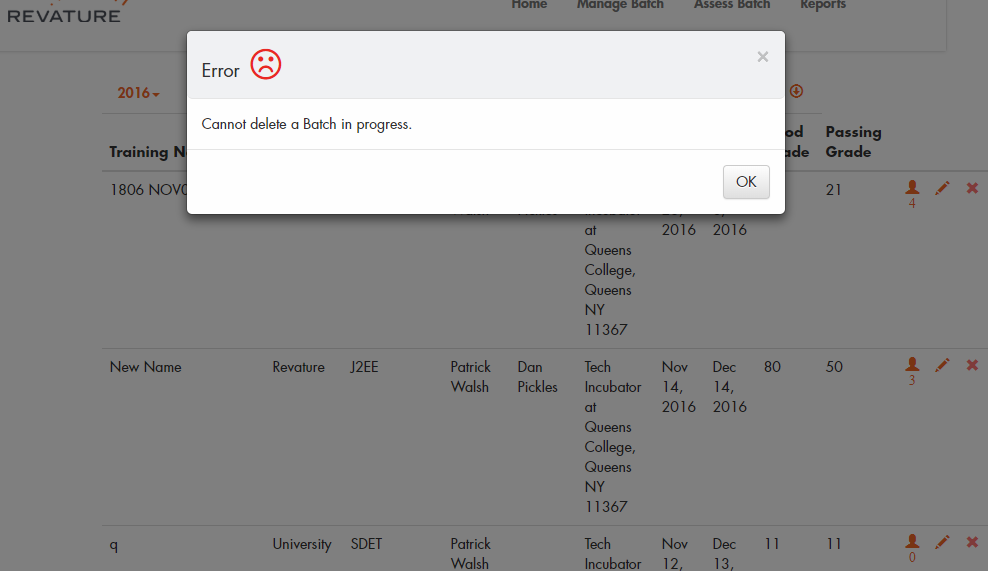 REVATURE
Home Manage Batch Assess Batch Reports
Error ×
Cannot delete a Batch in progress.
OK
2016
Training N
ade
Passing
Grade
1806 NOV
21
4
at
2016 2016
Queens
College,
Queens
NY
11367
New Name Revature J2EE Patrick Dan Tech Nov Dec 80 50
Walsh Pickles Incubator 14, 14,
3
at 2016 2016
Queens
College,
Queens
NY
11367
q University SDET Patrick Tech Nov Dec 11 11
Walsh Incubator 12, 13,
0